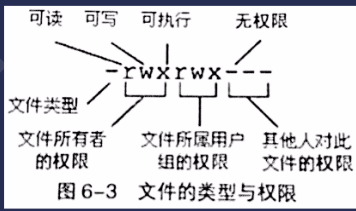 可读 可写 可执行 无权限
-rwxrwx---
文件类型
文件所有者 文件所属用户 其他人对此
的权限 组的权限 文件的权限
图6-3 文件的类型与权限